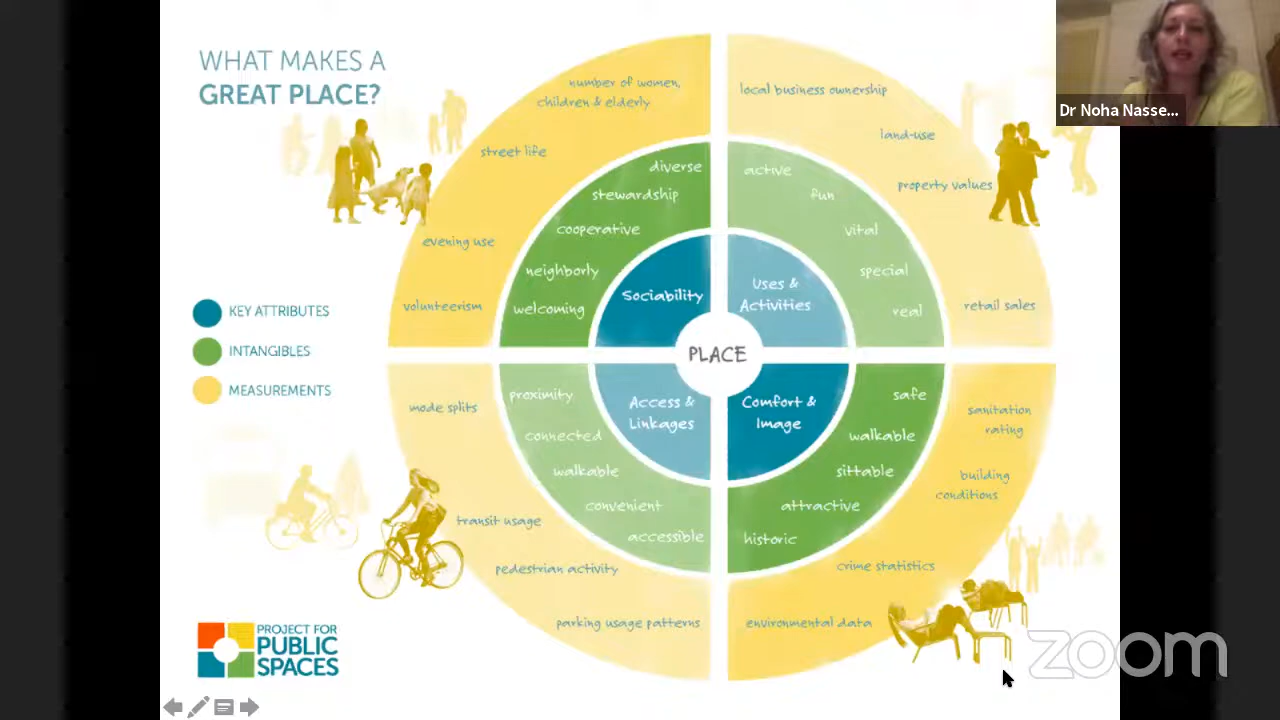 WHAT MAKES A
GREAT PLACE?
Dr Noha Nasse...
number of women,
children & elderly
street life
evening use
volunteerism
diverse
stewardship
cooperative
neighborly
welcoming
Sociability
local business ownership
land-use
property values
retail sales
active
fun
vital
special
real
Uses &
Activities
KEY ATTRIBUTES
INTANGIBLES
MEASUREMENTS
PLACE
mode splits
transit usage
pedestrian activity
parking usage patterns
proximity
connected
walkable
convenient
accessible
Access &
Linkages
Comfort &
Image
safe
walkable
sittable
attractive
historic
sanitation
rating
building
conditions
crime statistics
environmental data
PROJECT FOR
PUBLIC
SPACES
zoom